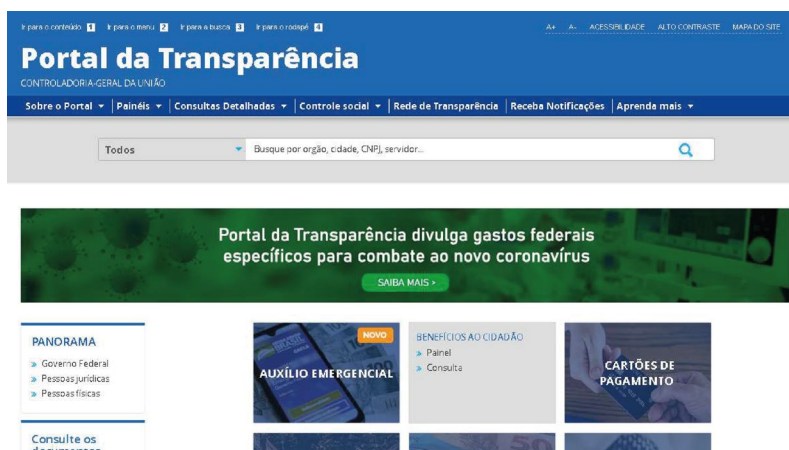 Ir para o conteúdo 1 Ir para o menu 2 Ir para a busca 3 Ir para o rodapé 4 A+ A- ACESSIBILIDADE ALTO CONTRASTE MAPA DO SITE
Portal da Transparência
CONTROLADORIA-GERAL DA UNIÃO
Sobre o Portal Painéis Consultas Detalhadas Controle social Rede de Transparência Receba Notificações Aprenda mais
Todos Busque por orgão, cidade, CNPJ, servidor...
Portal da Transparência divulga gastos federais
específicos para combate ao novo coronavírus
SAIBA MAIS >
PANORAMA
Governo Federal
Pessoas jurídicas
Pessoas físicas
NOVO
AUXÍLIO EMERGENCIAL
BENEFÍCIOS AO CIDADÃO
Painel
Consulta
CARTÕES DE
PAGAMENTO
Consulte os